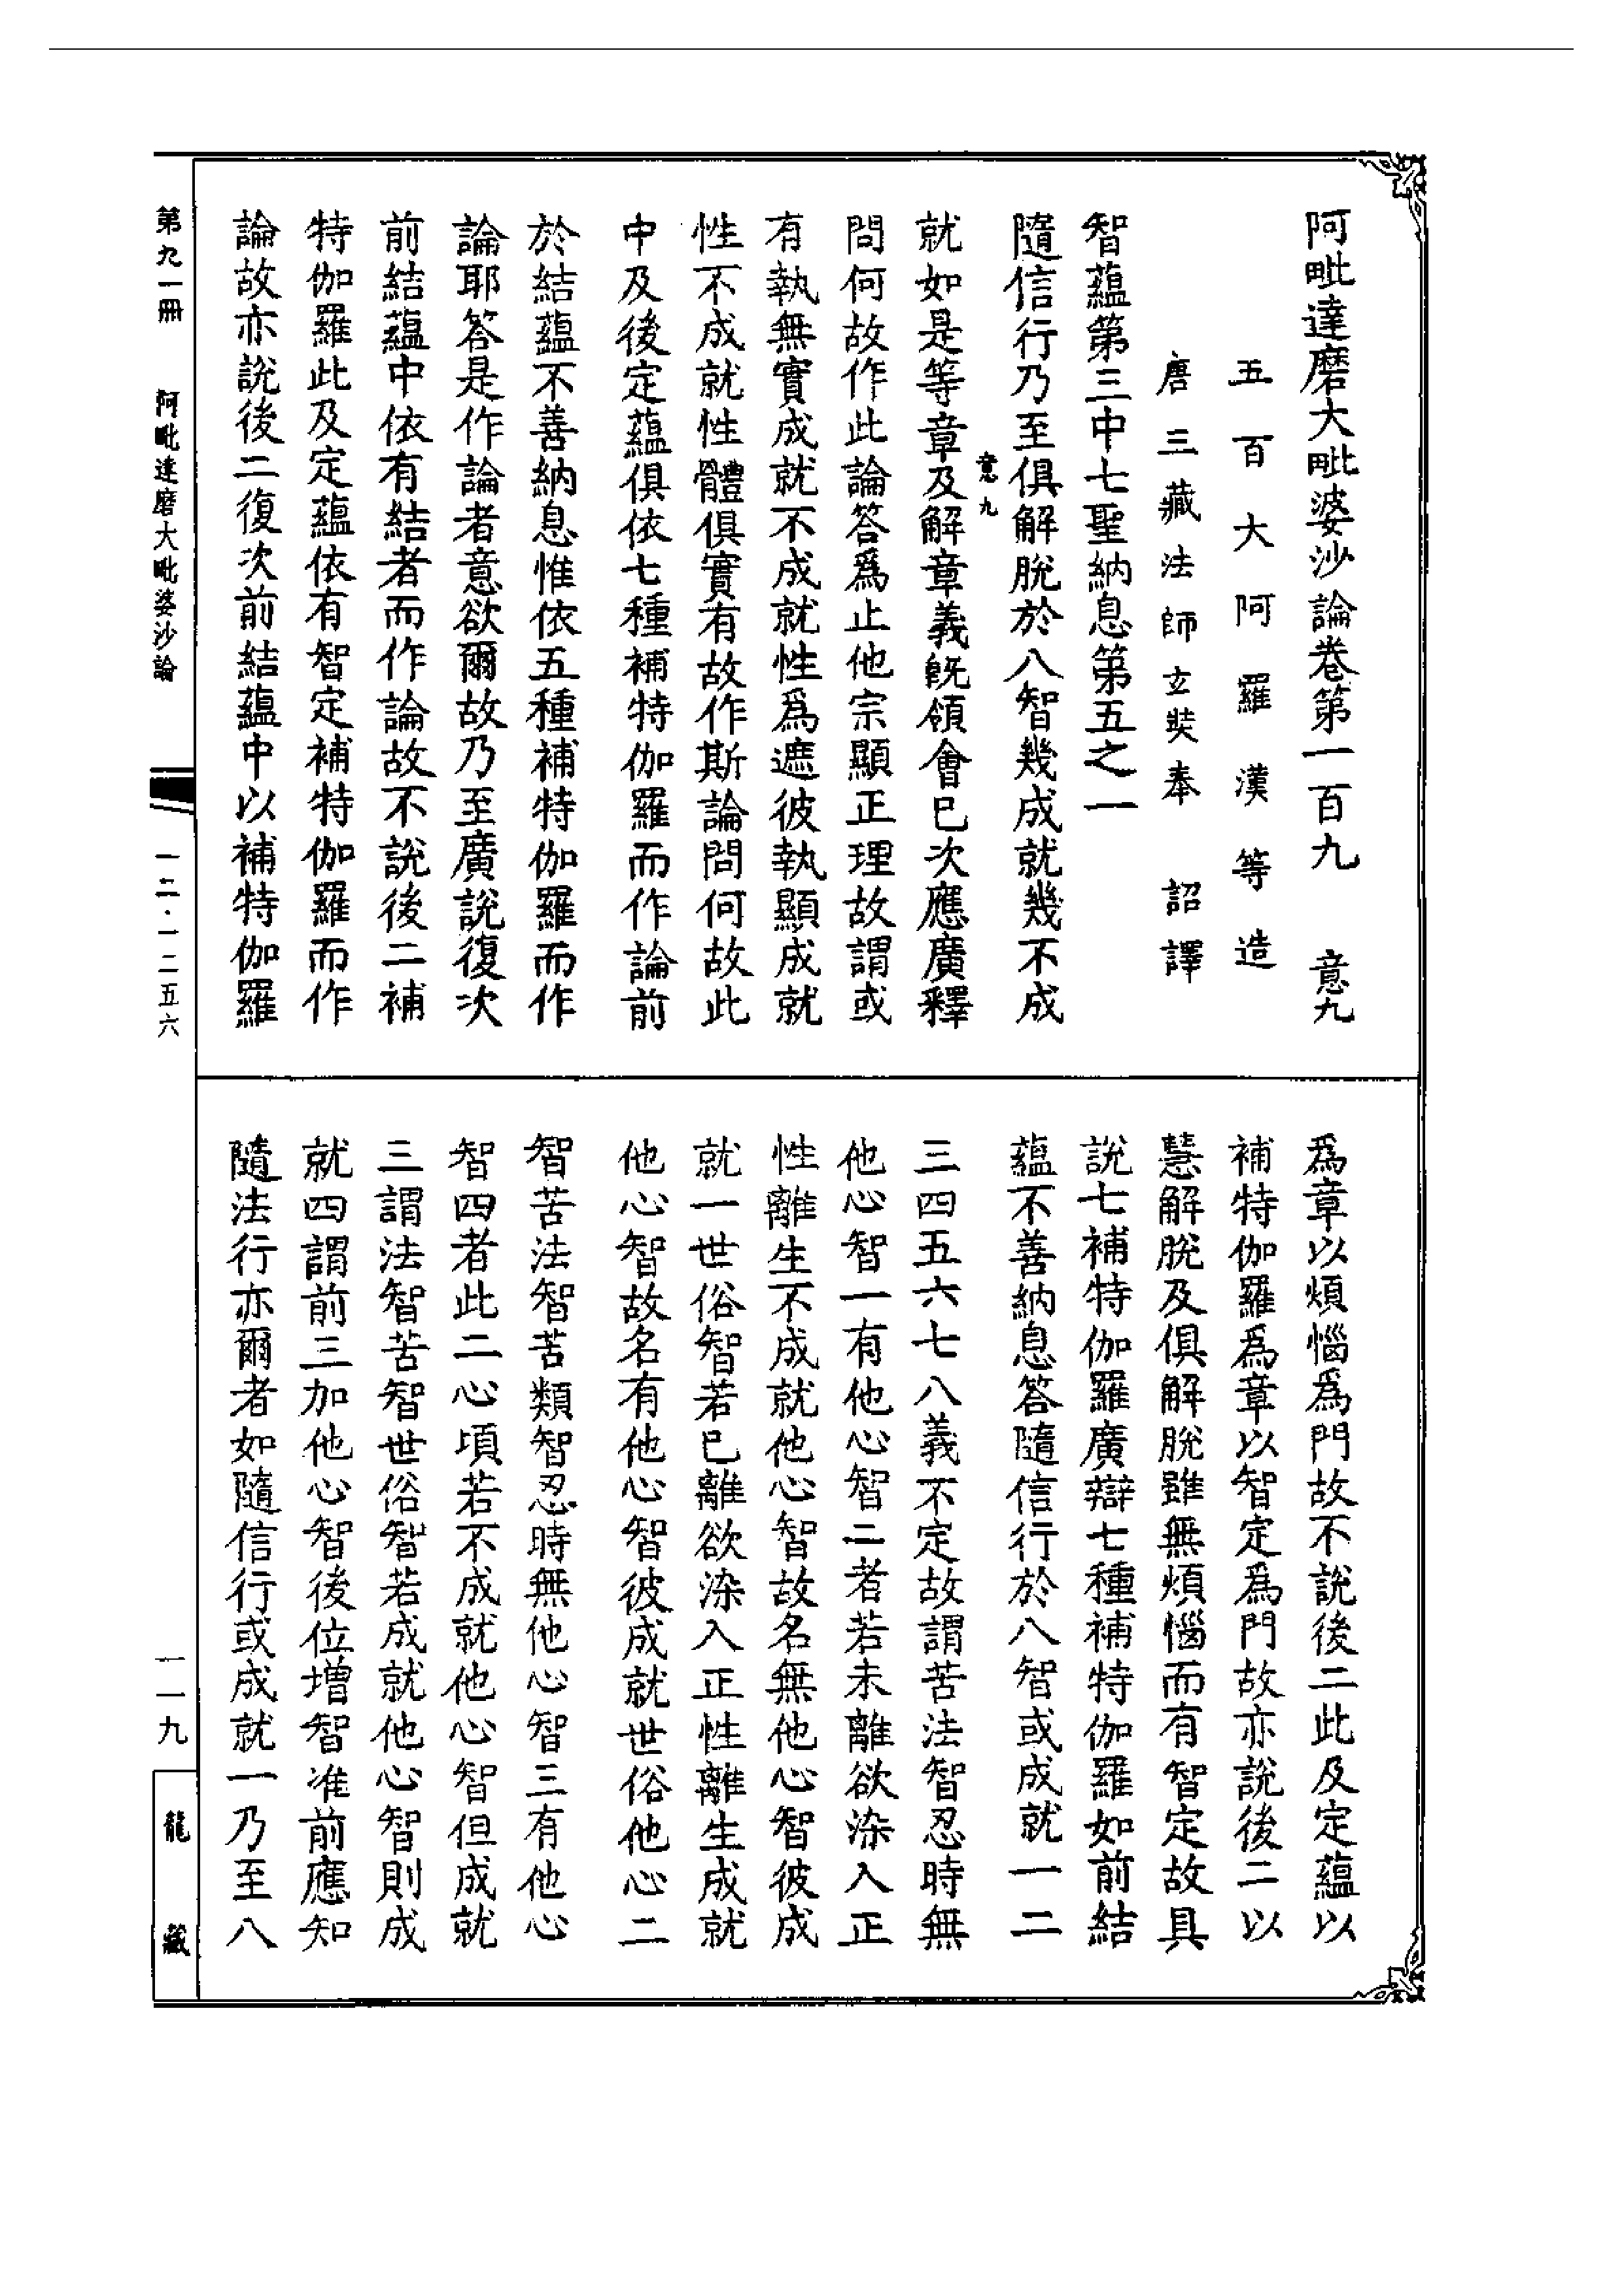 阿毗達磨大毗婆沙論卷第一百九　意九
五百大阿羅漢等造
唐三藏法師玄奘奉　詔譯
智蘊第三中七聖納息第五之一
隨信行乃至俱解脫於八智幾成就幾不成
意九
就如是等章及解章義旣領會已次應廣釋
問何故作此論答爲止他宗顯正理故謂或
有執無實成就不成就性爲遮彼執顯成就
性不成就性體俱實有故作斯論問何故此
中及後定蘊俱依七種補特伽羅而作論前
於結蘊不善納息惟依五種補特伽羅而作
論耶答是作論者意欲爾故乃至廣說復次
前結蘊中依有結者而作論故不說後二補
特伽羅此及定蘊依有智定補特伽羅而作
論故亦說後二復次前結蘊中以補特伽羅
爲章以煩惱爲門故不說後二此及定蘊以
補特伽羅爲章以智定爲門故亦說後二以
慧解脫及俱解脫雖無煩惱而有智定故具
說七補特伽羅廣辯七種補特伽羅如前結
蘊不善納息答隨信行於八智或成就一二
三四五六七八義不定故謂苦法智忍時無
他心智一有他心智二者若未離欲染入正
性離生不成就他心智故名無他心智彼成
就一世俗智若已離欲染入正性離生成就
他心智故名有他心智彼成就世俗他心二
智苦法智苦類智忍時無他心智三有他心
智四者此二心頃若不成就他心智但成就
三謂法智苦智世俗智若成就他心智則成
就四謂前三加他心智後位增智准前應知
隨法行亦爾者如隨信行或成就一乃至八
第九一冊　阿毗達磨大毗婆沙論
一二·一二五六
一一九
龍藏